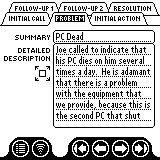 FOLLOW-UP 1 FOLLOW-UP 2 RESOLUTION
INITIAL CALL PROBLEM INITIAL ACTION
SUMMARY PC Dead
DETAILED DESCRIPTION
Joe called to indicate that
his PC dies on him several
times a day. He is adamant
that there is a problem
with the equipment that
we provide, because this is
the second PC that shut